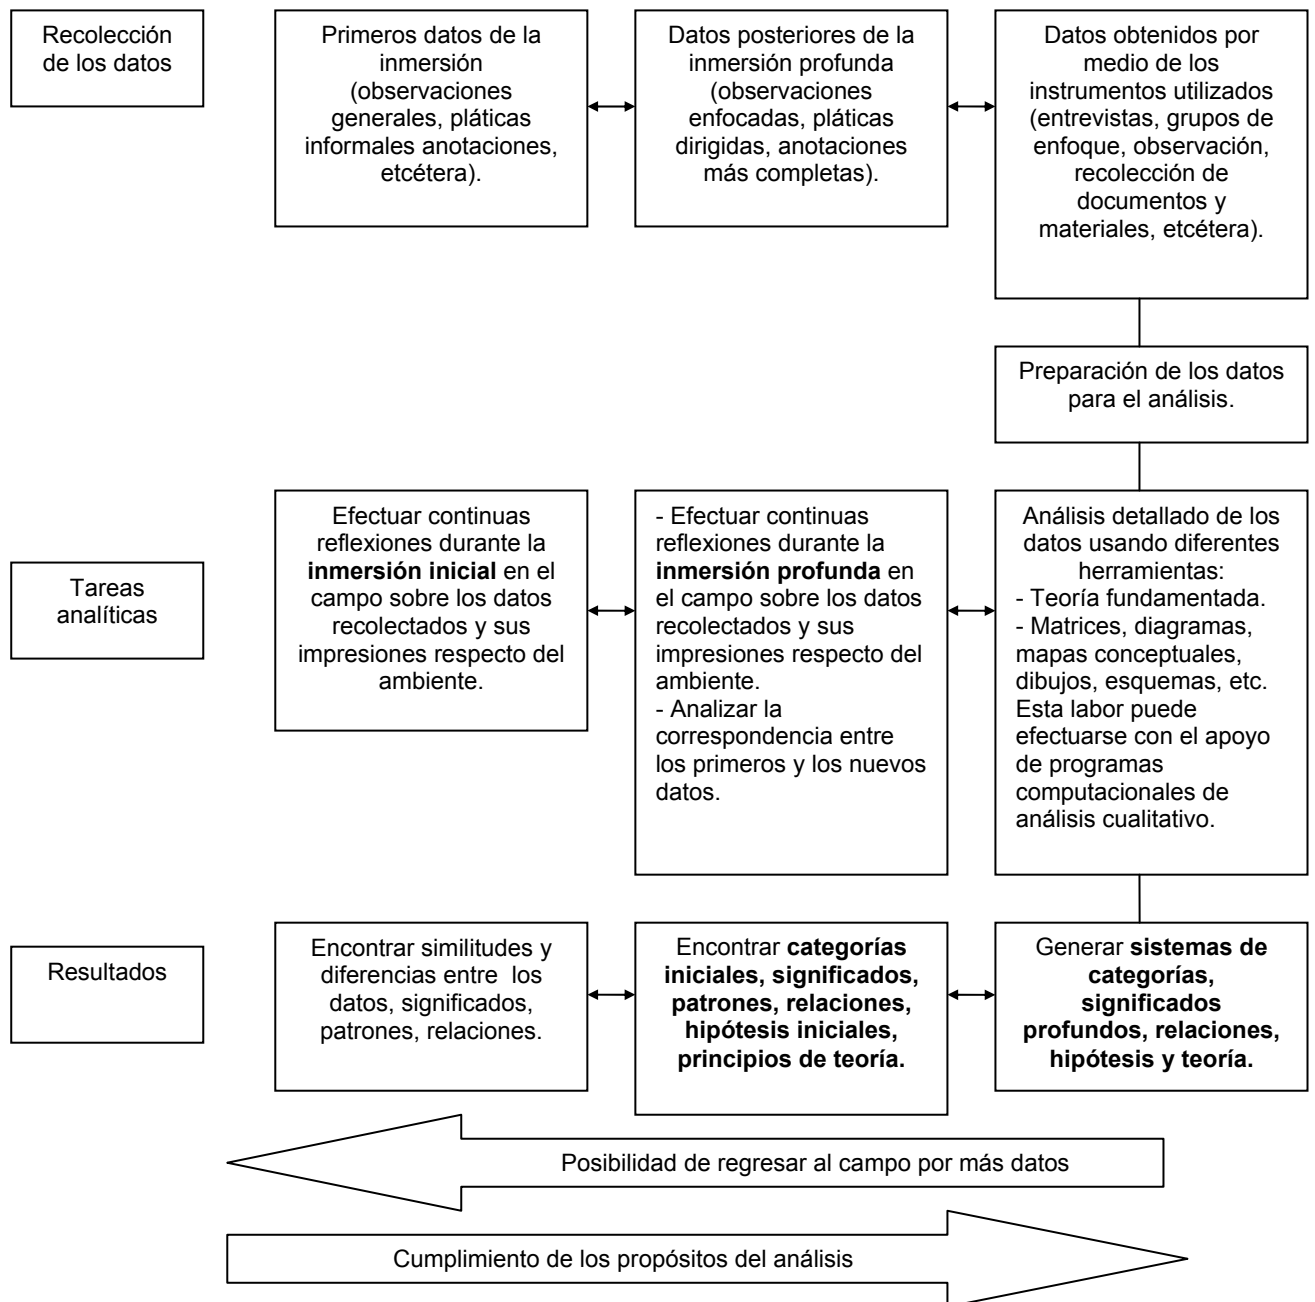 Recolección
de los datos
Primeros datos de la
inmersión
(observaciones
generales, pláticas
informales anotaciones,
etcétera).
Datos posteriores de la
inmersión profunda
(observaciones
enfocadas, pláticas
dirigidas, anotaciones
más completas).
Datos obtenidos por
medio de los
instrumentos utilizados
(entrevistas, grupos de
enfoque, observación,
recolección de
documentos y
materiales, etcétera).
Preparación de los datos
para el análisis.
Tareas
analíticas
Efectuar continuas
reflexiones durante la
inmersión inicial en el
campo sobre los datos
recolectados y sus
impresiones respecto del
ambiente.
- Efectuar continuas
reflexiones durante la
inmersión profunda en
el campo sobre los datos
recolectados y sus
impresiones respecto del
ambiente.
- Analizar la
correspondencia entre
los primeros y los nuevos
datos.
Análisis detallado de los
datos usando diferentes
herramientas:
- Teoría fundamentada.
- Matrices, diagramas,
mapas conceptuales,
dibujos, esquemas, etc.
Esta labor puede
efectuarse con el apoyo
de programas
computacionales de
análisis cualitativo.
Resultados
Encontrar similitudes y
diferencias entre los
datos, significados,
patrones, relaciones.
Encontrar categorías
iniciales, significados,
patrones, relaciones,
hipótesis iniciales,
principios de teoría.
Generar sistemas de
categorías,
significados
profundos, relaciones,
hipótesis y teoría.
Posibilidad de regresar al campo por más datos
Cumplimiento de los propósitos del análisis